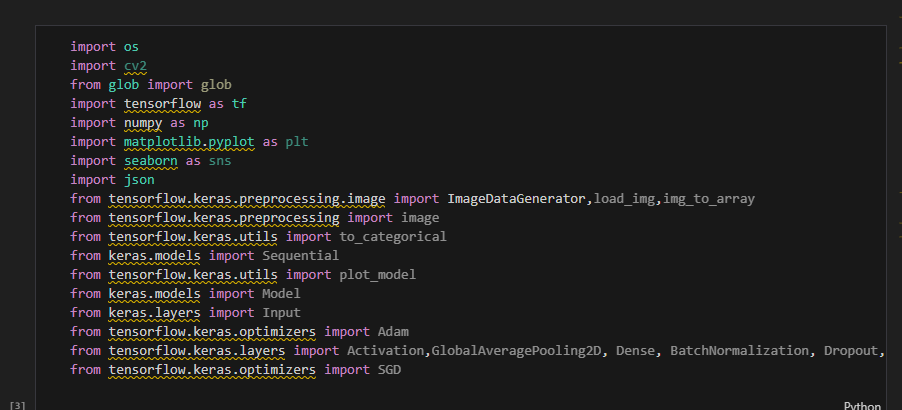 import os
import cv2
from glob import glob
import tensorflow as tf
import numpy as np
import matplotlib.pyplot as plt
import seaborn as sns
import json
from tensorflow.keras.preprocessing.image import ImageDataGenerator,load_img,img_to_array
from tensorflow.keras.preprocessing import image
from tensorflow.keras.utils import to_categorical
from keras.models import Sequential
from tensorflow.keras.utils import plot_model
from keras.models import Model
from keras.layers import Input
from tensorflow.keras.optimizers import Adam
from tensorflow.keras.layers import Activation,GlobalAveragePooling2D, Dense, BatchNormalization, Dropout,
from tensorflow.keras.optimizers import SGD
[3]
Python